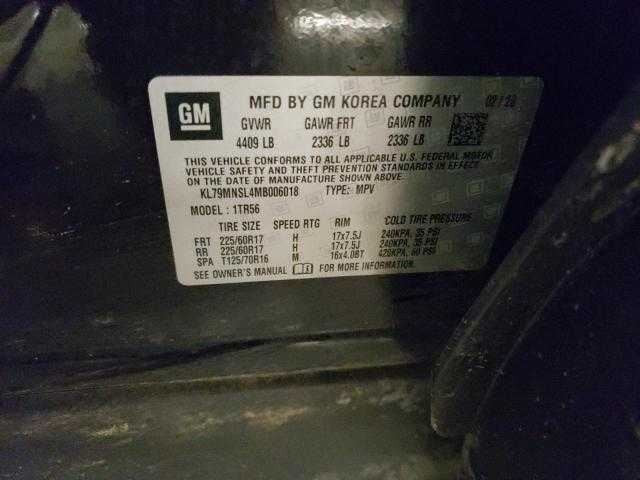 GM MFD BY GM KOREA COMPANY 02/20
GVWR GAWR FRT GAWR RR
4409 LB 2336 LB 2336 LB
THIS VEHICLE CONFORMS TO ALL APPLICABLE U.S. FEDERAL MOTOR
VEHICLE SAFETY AND THEFT PREVENTION STANDARDS IN EFFECT
ON THE DATE OF MANUFACTURE SHOWN ABOVE.
KL79MNSL4MB006018 TYPE: MPV
MODEL : 1TR56
TIRE SIZE SPEED RTG RIM COLD TIRE PRESSURE
FRT 225/60R17 H 17x7.5J 240KPA, 35 PSI
RR 225/60R17 H 17x7.5J 240KPA, 35 PSI
SPA T125/70R16 M 16x4.0BT 420KPA, 60 PSI
SEE OWNER'S MANUAL FOR MORE INFORMATION